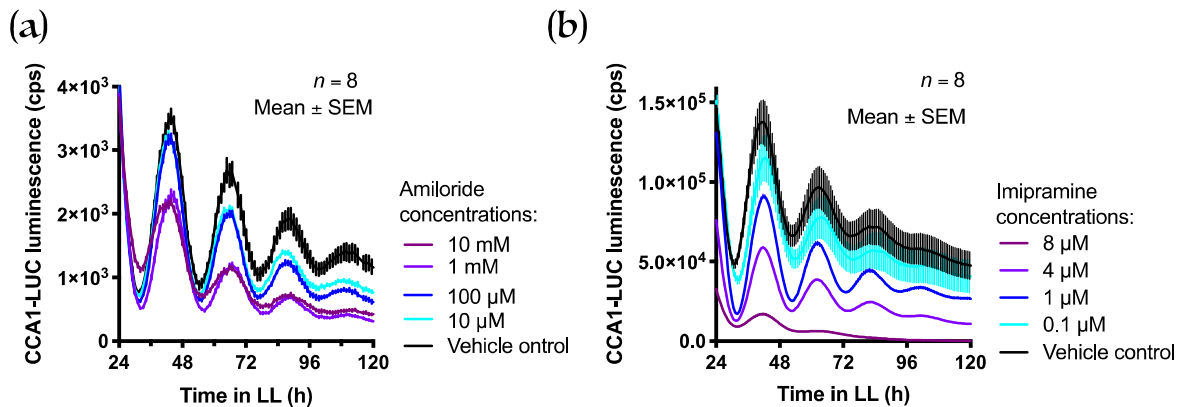 (a)
CCA1-LUC luminescence (cps)
4×10³
3×10³
2×10³
1×10³
0
24 48 72 96 120
Time in LL (h)
n = 8
Mean ± SEM
Amiloride
concentrations:
10 mM
1 mM
100 µM
10 µM
Vehicle ontrol
(b)
CCA1-LUC luminescence (cps)
1.5×10⁵
1.0×10⁵
5.0×10⁴
0.0
24 48 72 96 120
Time in LL (h)
n = 8
Mean ± SEM
Imipramine
concentrations:
8 µM
4 µM
1 µM
0.1 µM
Vehicle control